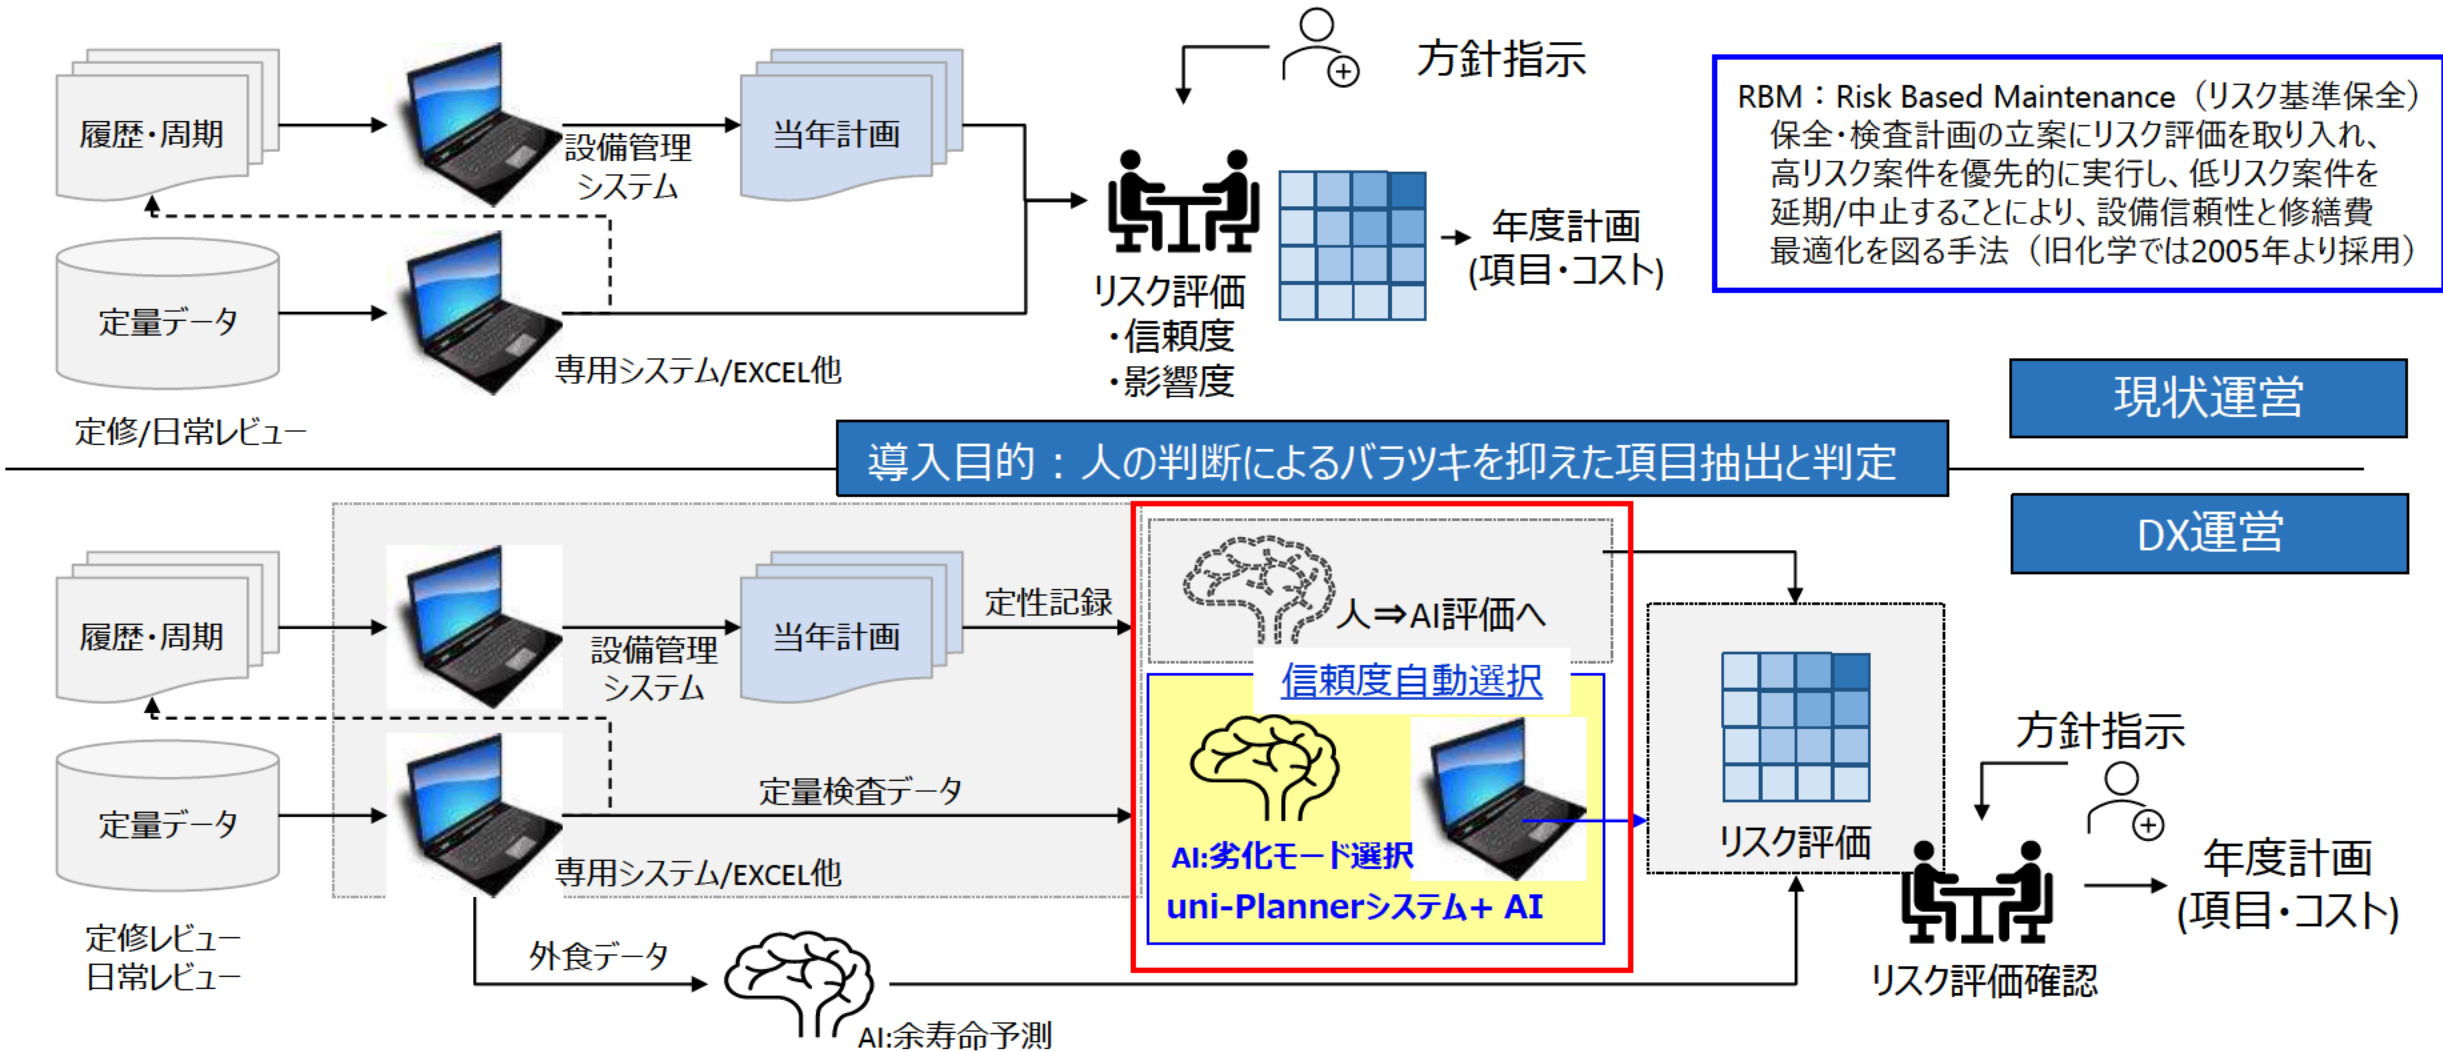 方針指示
履歴・周期
設備管理
システム
当年計画
定量データ
専用システム/EXCEL他
定修/日常レビュー
リスク評価
・信頼度
・影響度
年度計画
(項目・コスト)
RBM：Risk Based Maintenance（リスク基準保全）
保全・検査計画の立案にリスク評価を取り入れ、
高リスク案件を優先的に実行し、低リスク案件を
延期/中止することにより、設備信頼性と修繕費
最適化を図る手法（旧化学では2005年より採用）
現状運営
導入目的：人の判断によるバラツキを抑えた項目抽出と判定
DX運営
履歴・周期
設備管理
システム
当年計画
定性記録
人⇒AI評価へ
信頼度自動選択
定量データ
定量検査データ
専用システム/EXCEL他
AI:劣化モード選択
uni-Plannerシステム+ AI
リスク評価
方針指示
定修レビュー
日常レビュー
外食データ
AI:余寿命予測
リスク評価確認
年度計画
(項目・コスト)